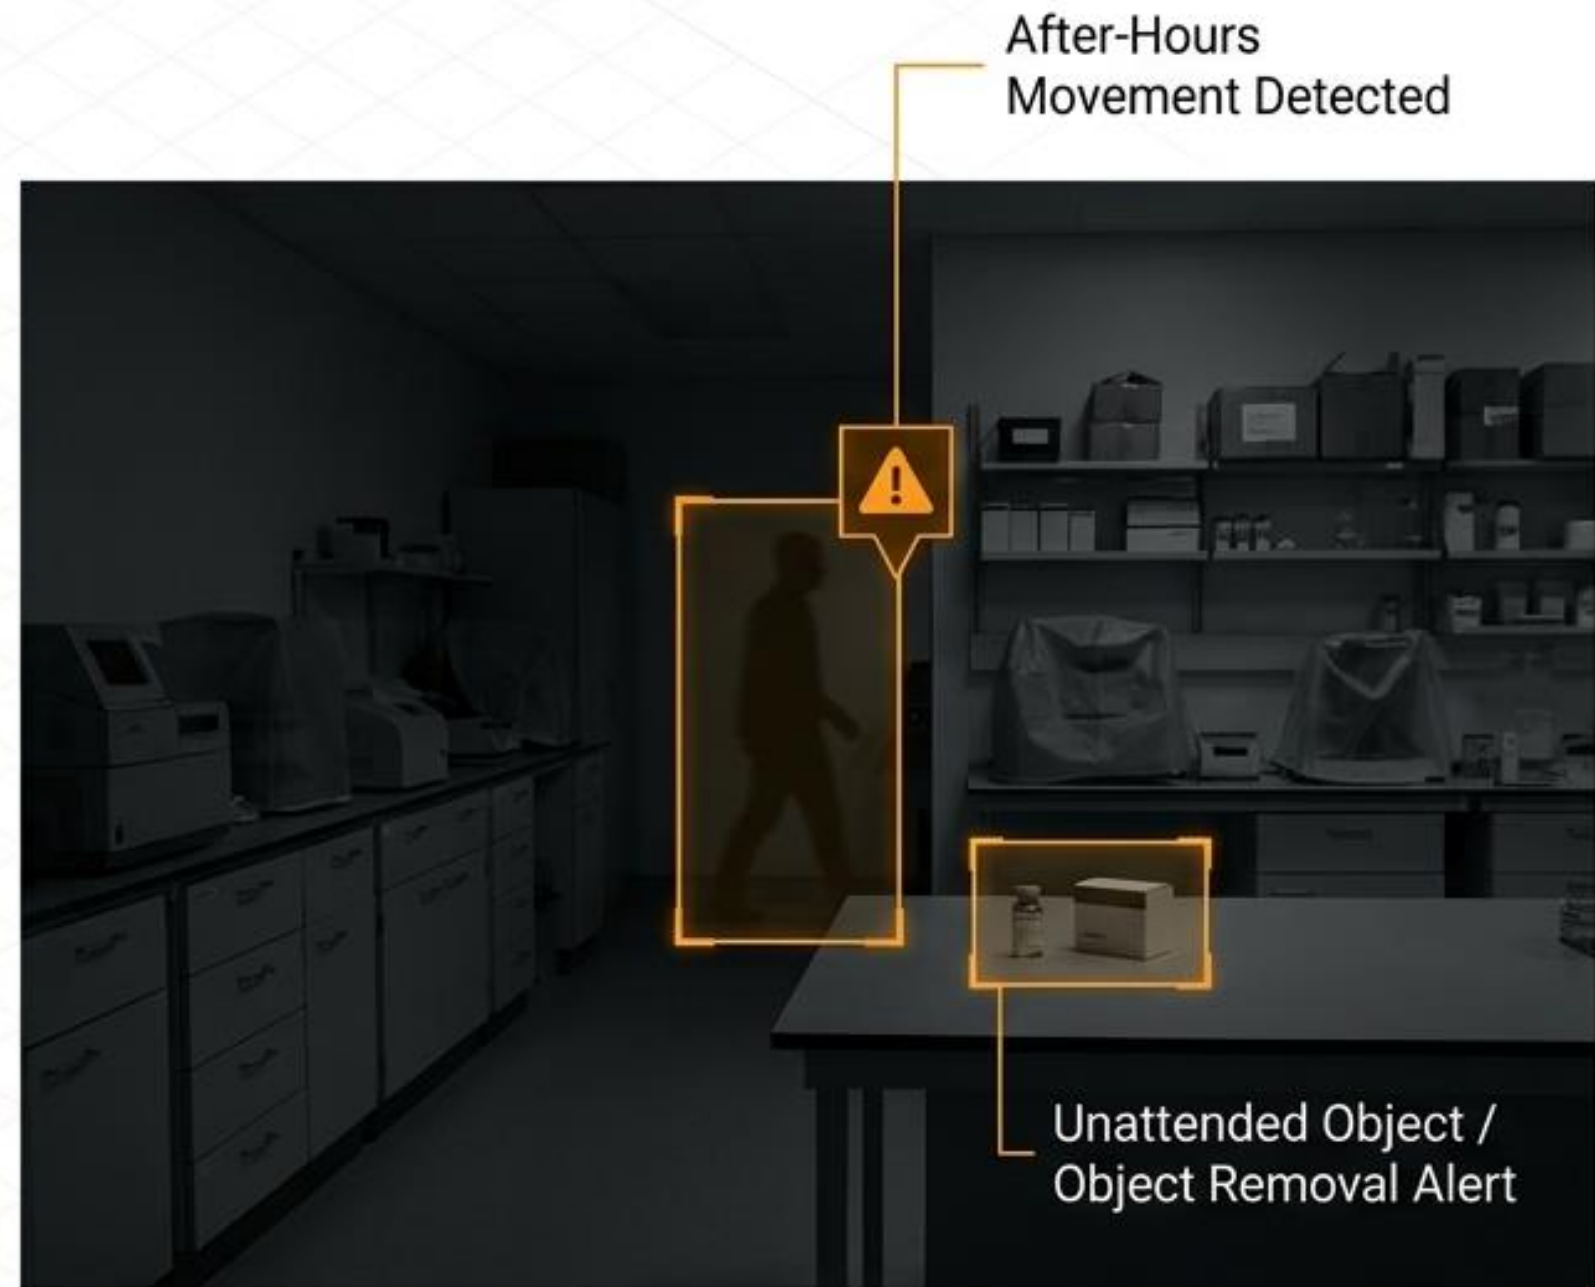 After-Hours
Movement Detected
Unattended Object /
Object Removal Alert